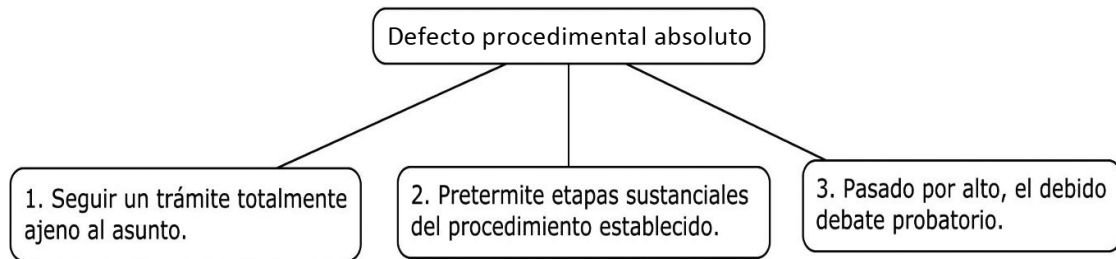 Defecto procedimental absoluto
1. Seguir un trámite totalmente
ajeno al asunto.
2. Pretermite etapas sustanciales
del procedimiento establecido.
3. Pasado por alto, el debido
debate probatorio.